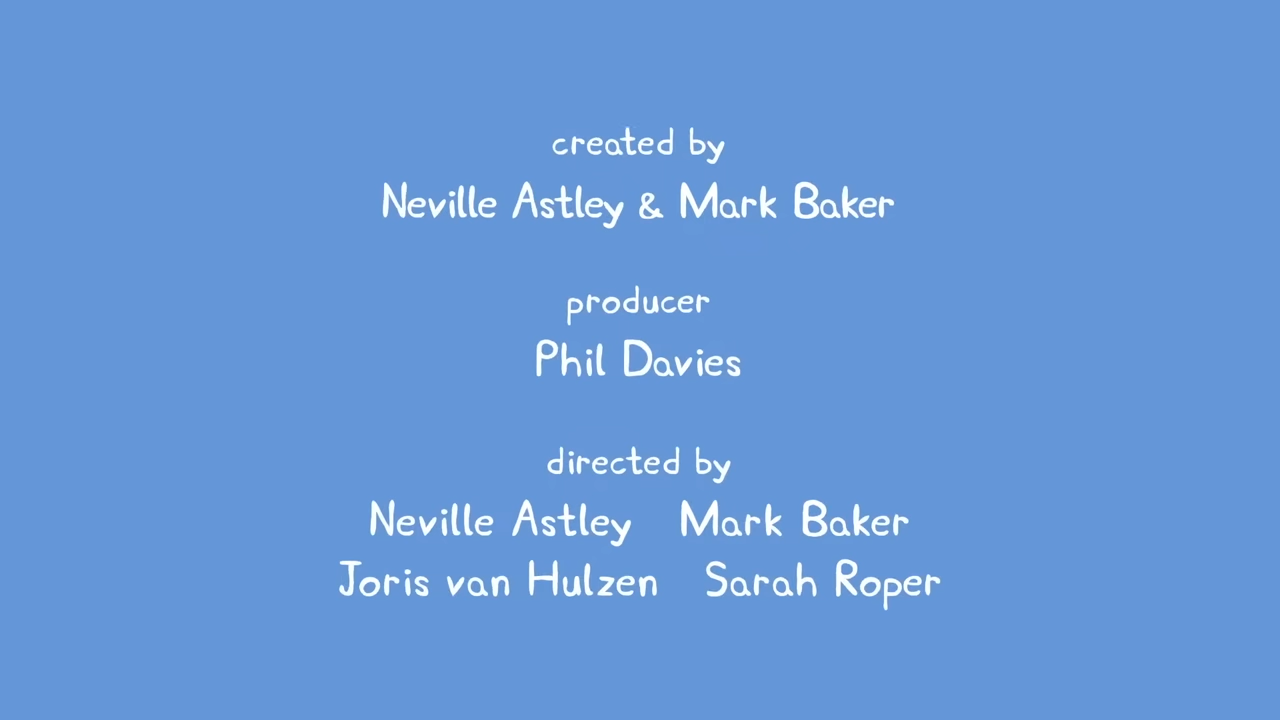 created by
Neville Astley & Mark Baker
producer
Phil Davies
directed by
Neville Astley Mark Baker
Joris van Hulzen Sarah Roper